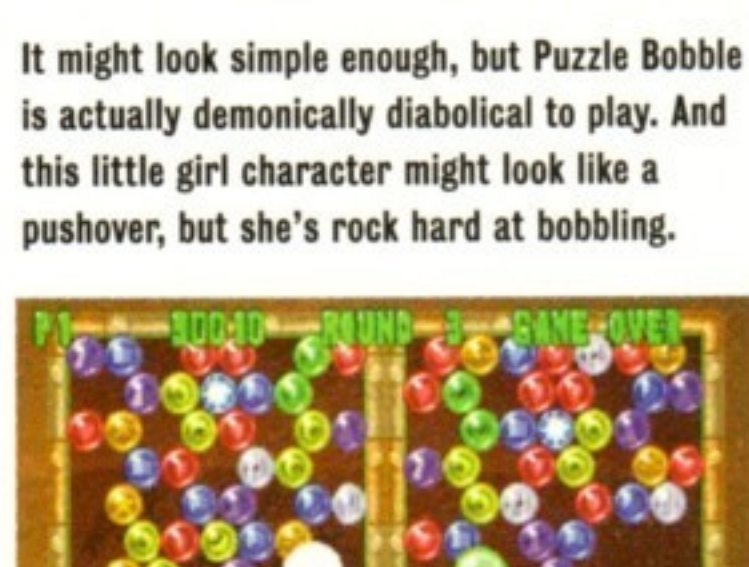 It might look simple enough, but Puzzle Bobble
is actually demonically diabolical to play. And
this little girl character might look like a
pushover, but she's rock hard at bobbling.
P1 30010 ROUND 3 GAME OVER